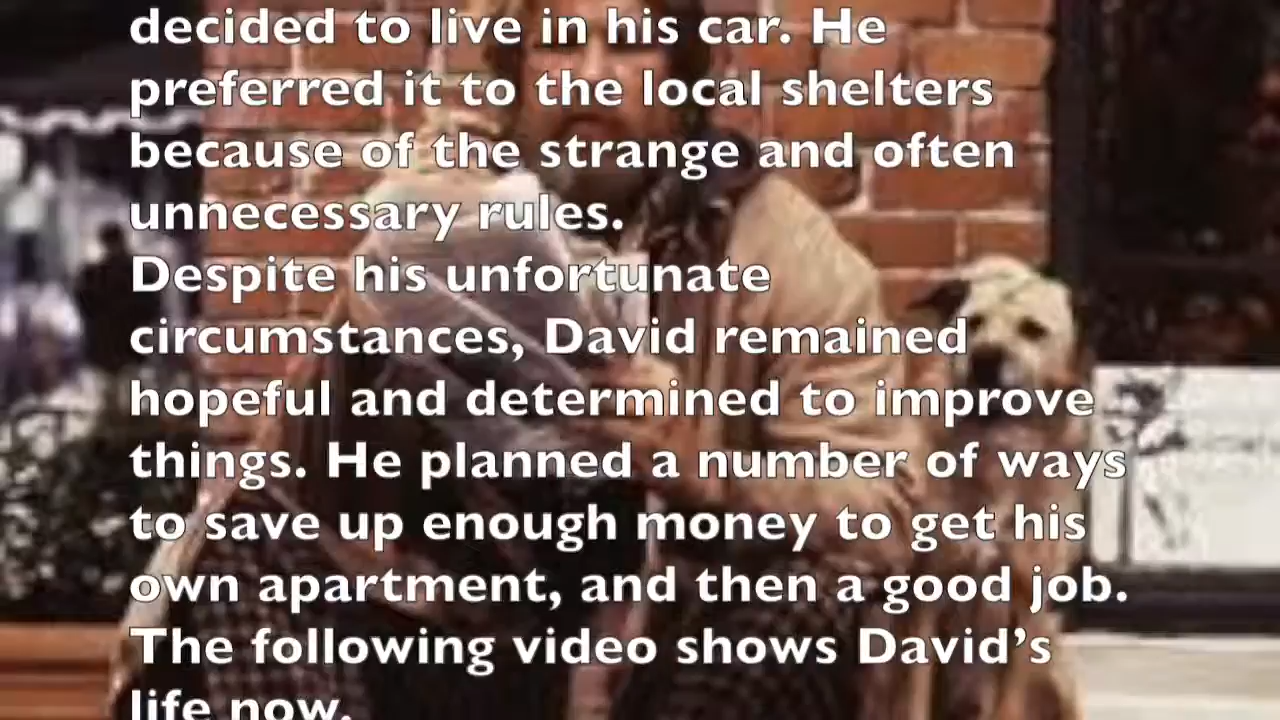 decided to live in his car. He
preferred it to the local shelters
because of the strange and often
unnecessary rules.
Despite his unfortunate
circumstances, David remained
hopeful and determined to improve
things. He planned a number of ways
to save up enough money to get his
own apartment, and then a good job.
The following video shows David’s
life now.